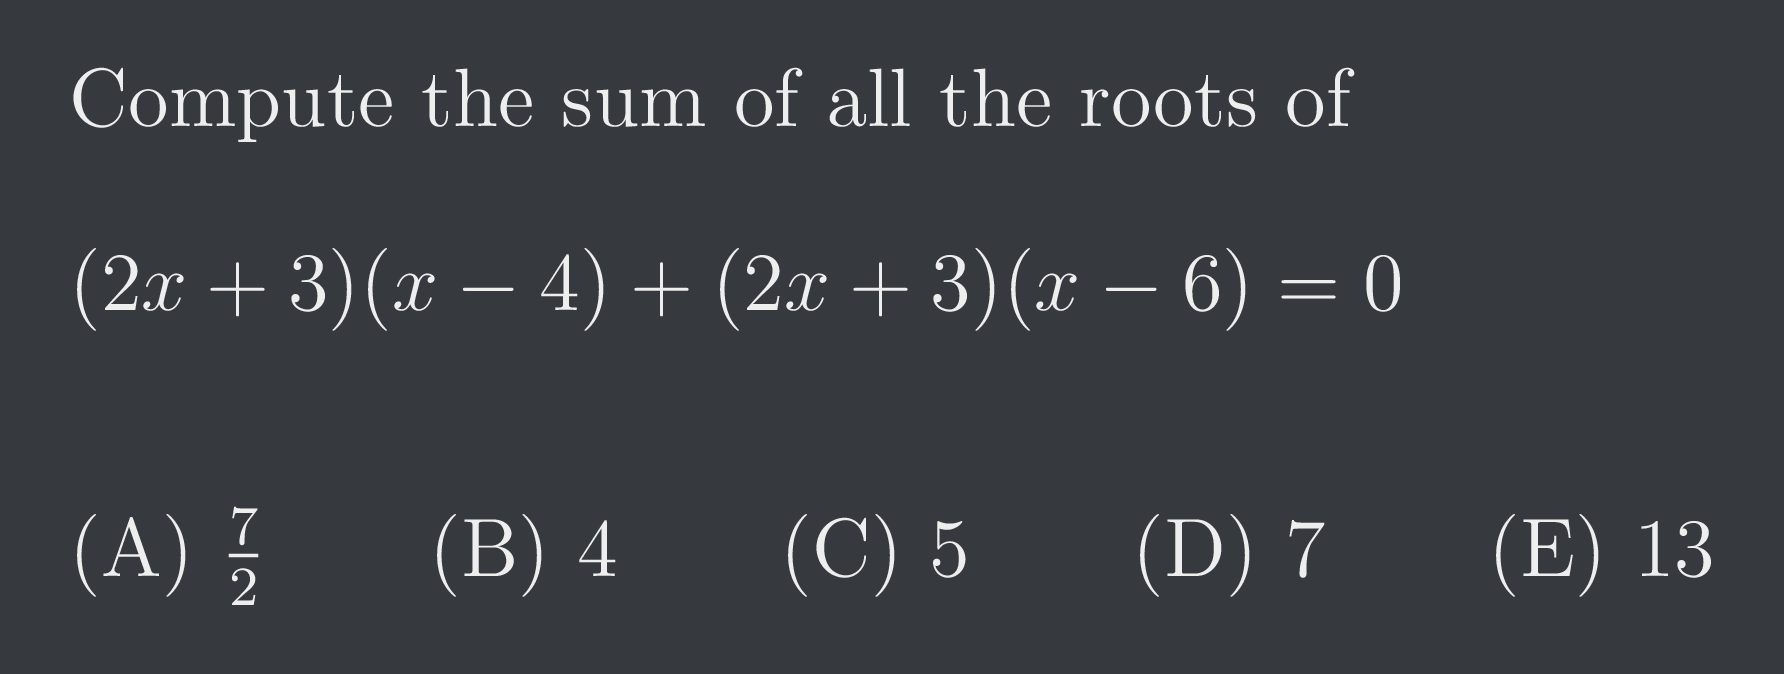 Compute the sum of all the roots of
(2x + 3)(x − 4) + (2x + 3)(x − 6) = 0
(A) 7/2 (B) 4 (C) 5 (D) 7 (E) 13